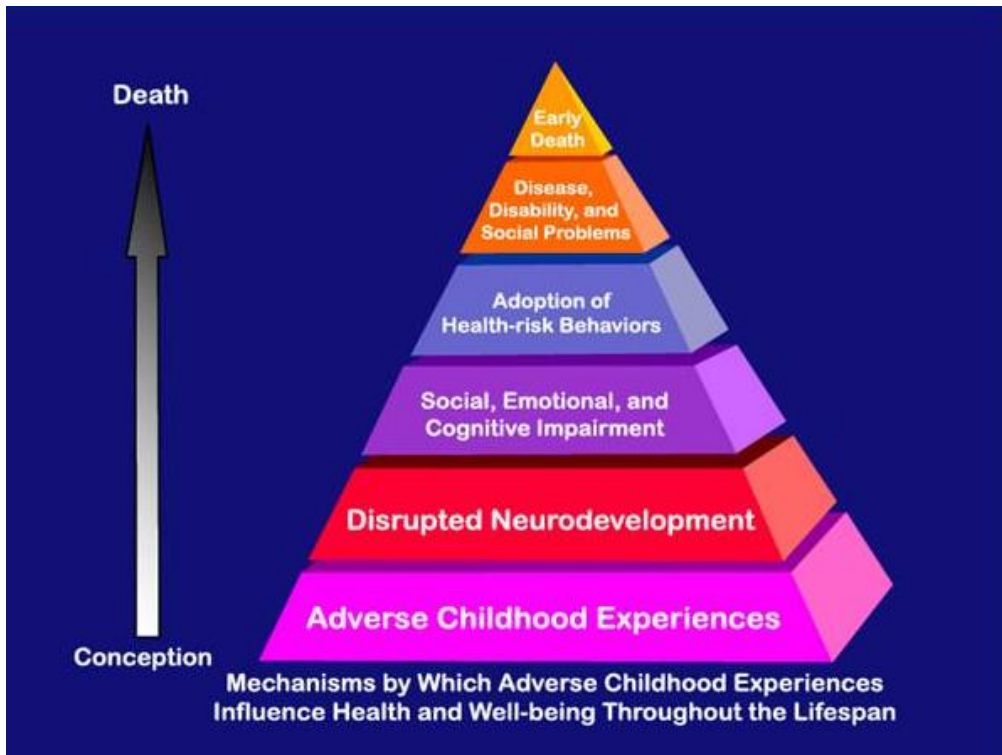 Death
Early
Death
Disease,
Disability, and
Social Problems
Adoption of
Health-risk Behaviors
Social, Emotional, and
Cognitive Impairment
Disrupted Neurodevelopment
Adverse Childhood Experiences
Conception
Mechanisms by Which Adverse Childhood Experiences
Influence Health and Well-being Throughout the Lifespan